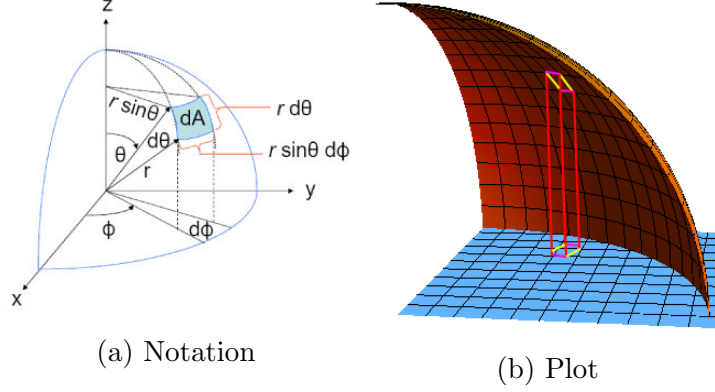 z
r sinθ
dA
r dθ
dθ
θ
r
r sinθ dϕ
y
ϕ
dϕ
x
(a) Notation
(b) Plot